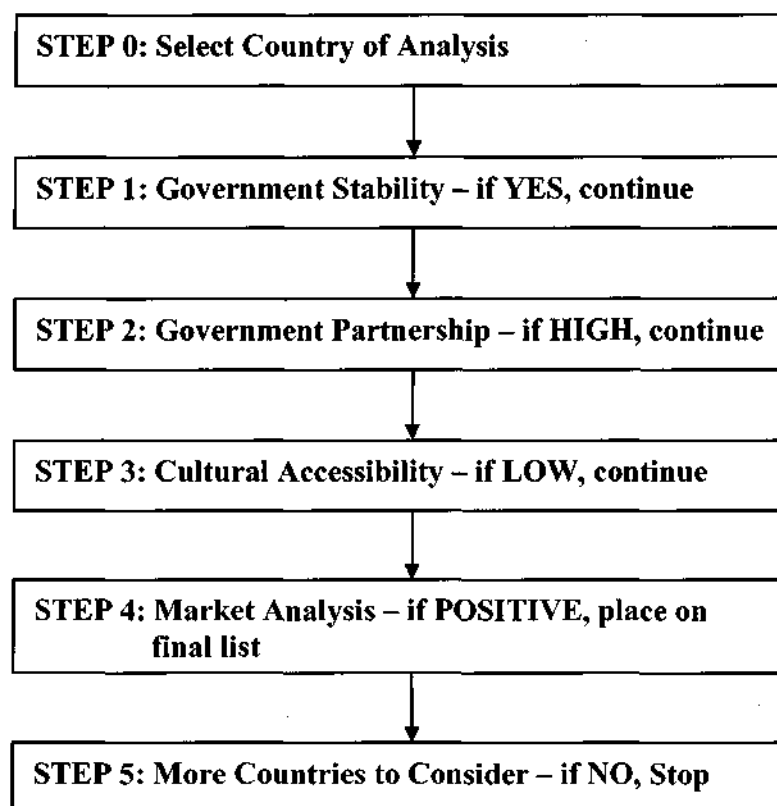 STEP 0: Select Country of Analysis
STEP 1: Government Stability – if YES, continue
STEP 2: Government Partnership – if HIGH, continue
STEP 3: Cultural Accessibility – if LOW, continue
STEP 4: Market Analysis – if POSITIVE, place on
final list
STEP 5: More Countries to Consider – if NO, Stop